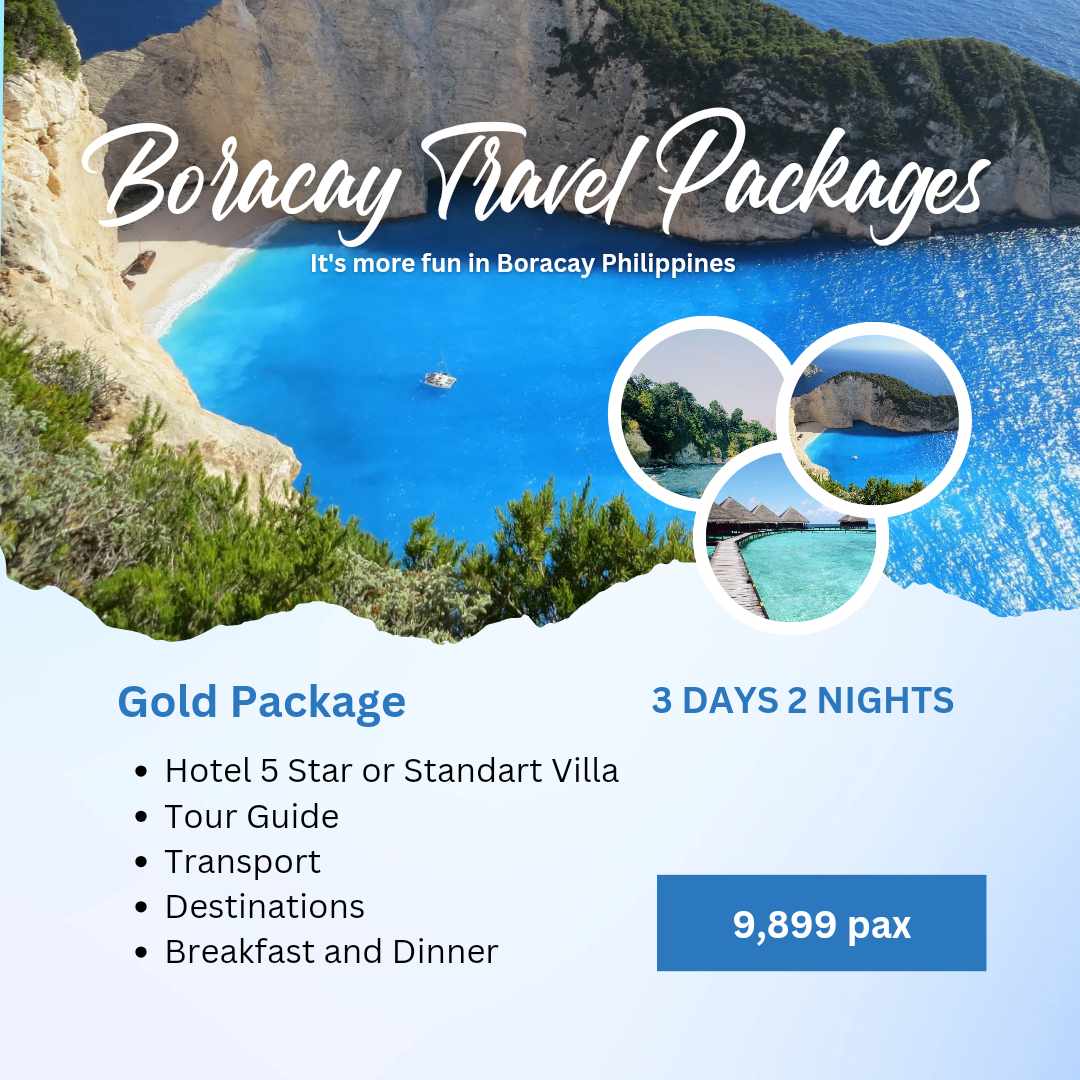 Boracay Travel Packages
It's more fun in Boracay Philippines
Gold Package
3 DAYS 2 NIGHTS
• Hotel 5 Star or Standart Villa
• Tour Guide
• Transport
• Destinations
• Breakfast and Dinner
9,899 pax